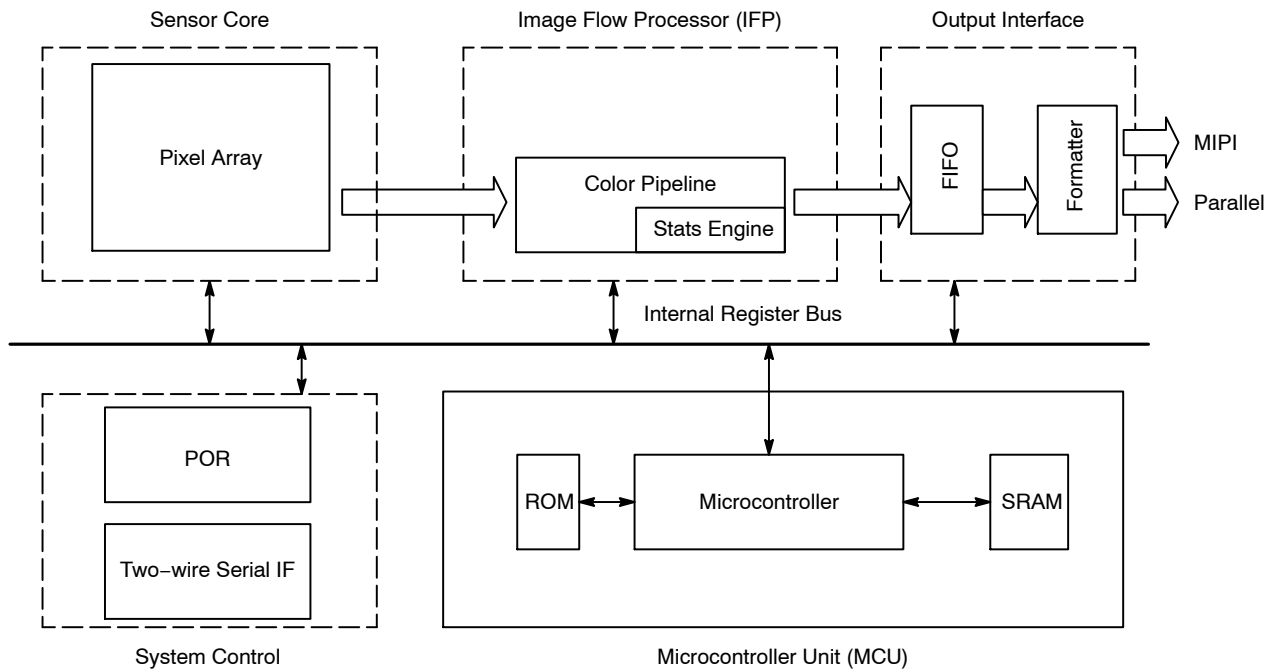 Sensor Core
Image Flow Processor (IFP)
Output Interface
Pixel Array
Color Pipeline
Stats Engine
FIFO
Formatter
MIPI
Parallel
Internal Register Bus
POR
Two−wire Serial IF
ROM
Microcontroller
SRAM
System Control
Microcontroller Unit (MCU)